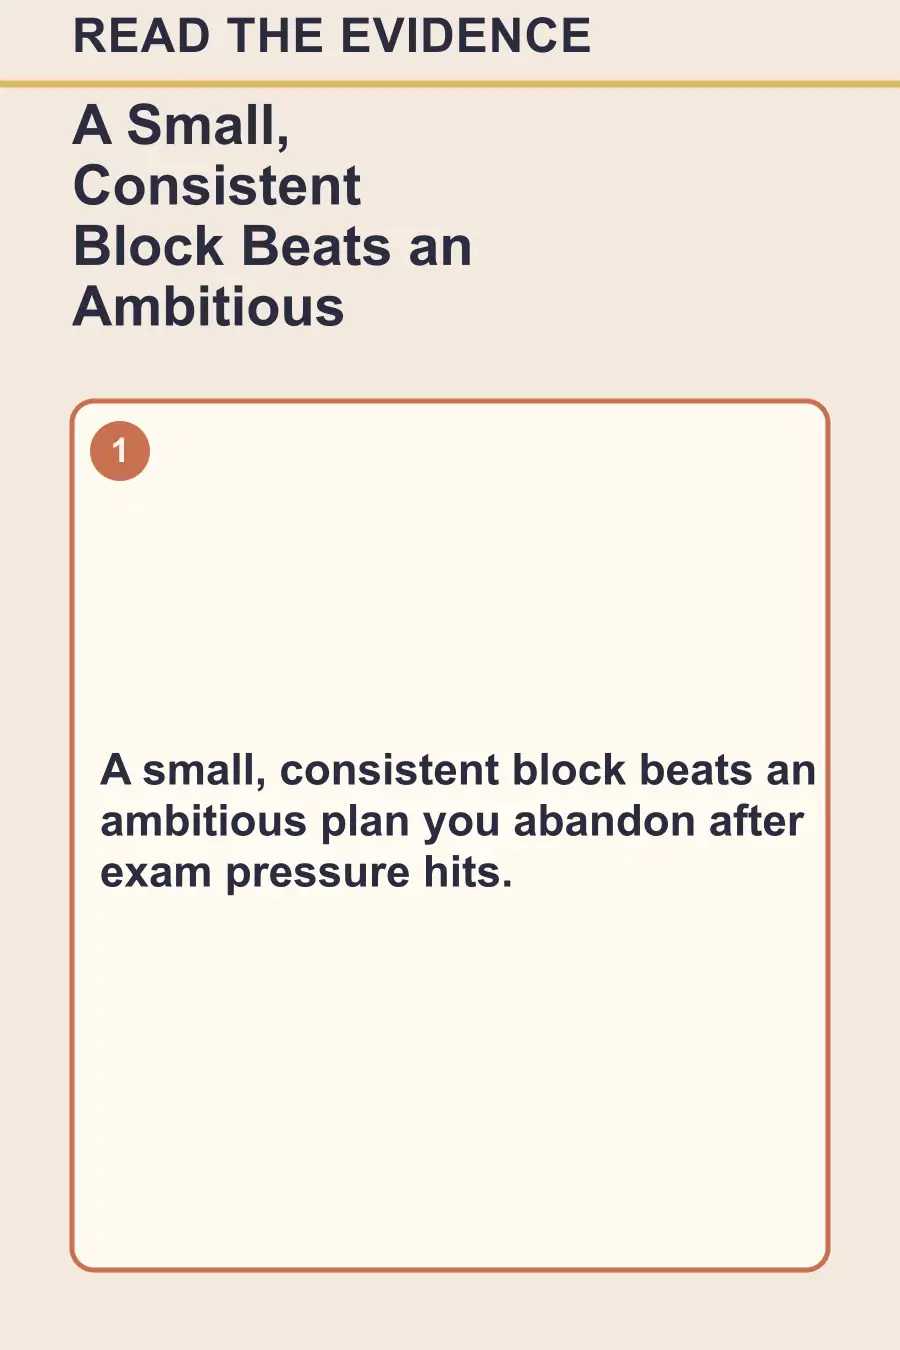 READ THE EVIDENCE
A Small,
Consistent
Block Beats an
Ambitious
1
A small, consistent block beats an
ambitious plan you abandon after
exam pressure hits.